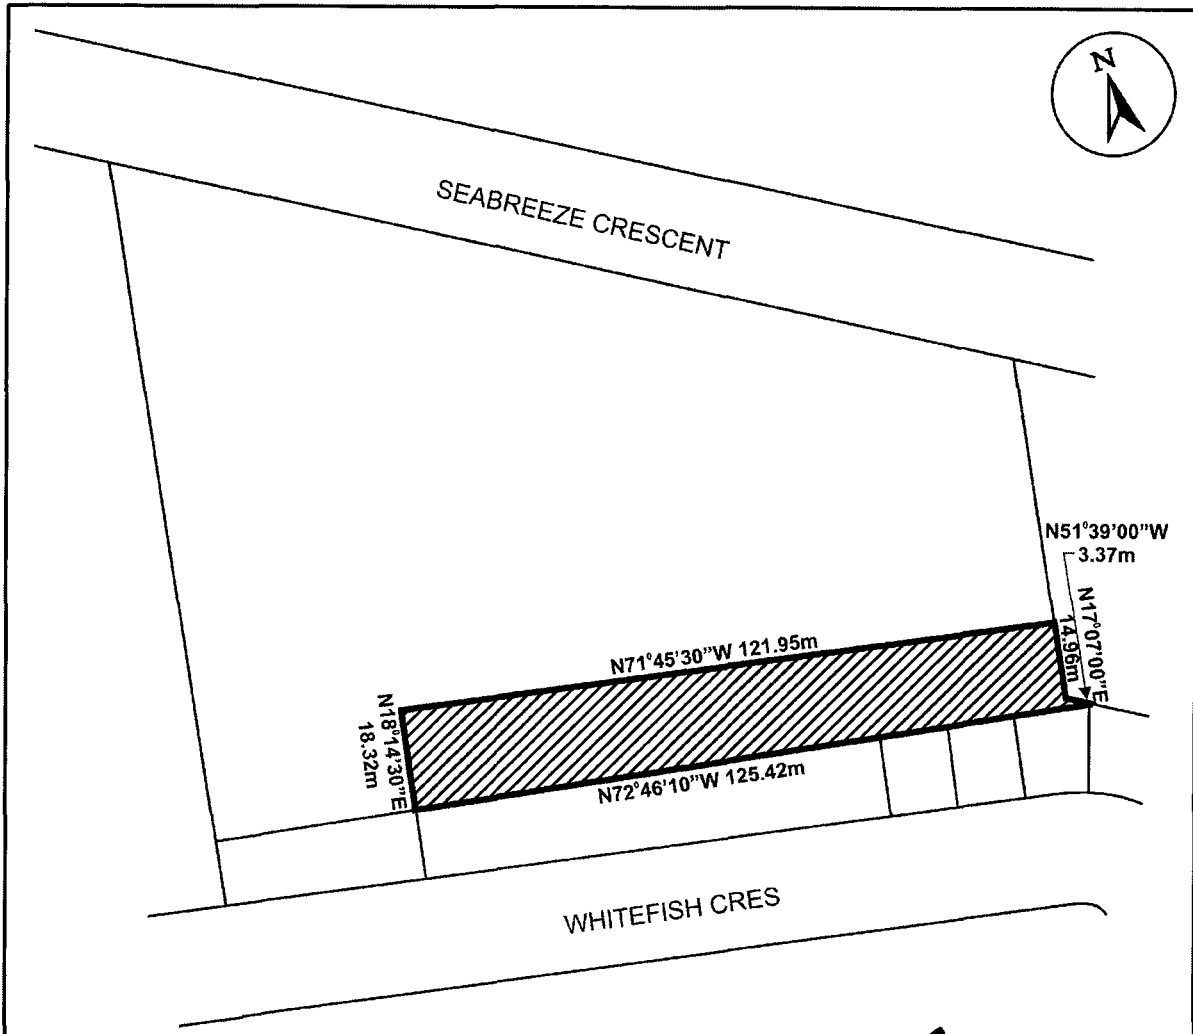 N
SEABREEZE CRESCENT
N51°39'00"W
3.37m
N17°07'00"E
14.96m
N71°45'30"W 121.95m
N18°14'30"E
18.32m
N72°46'10"W 125.42m
WHITEFISH CRES